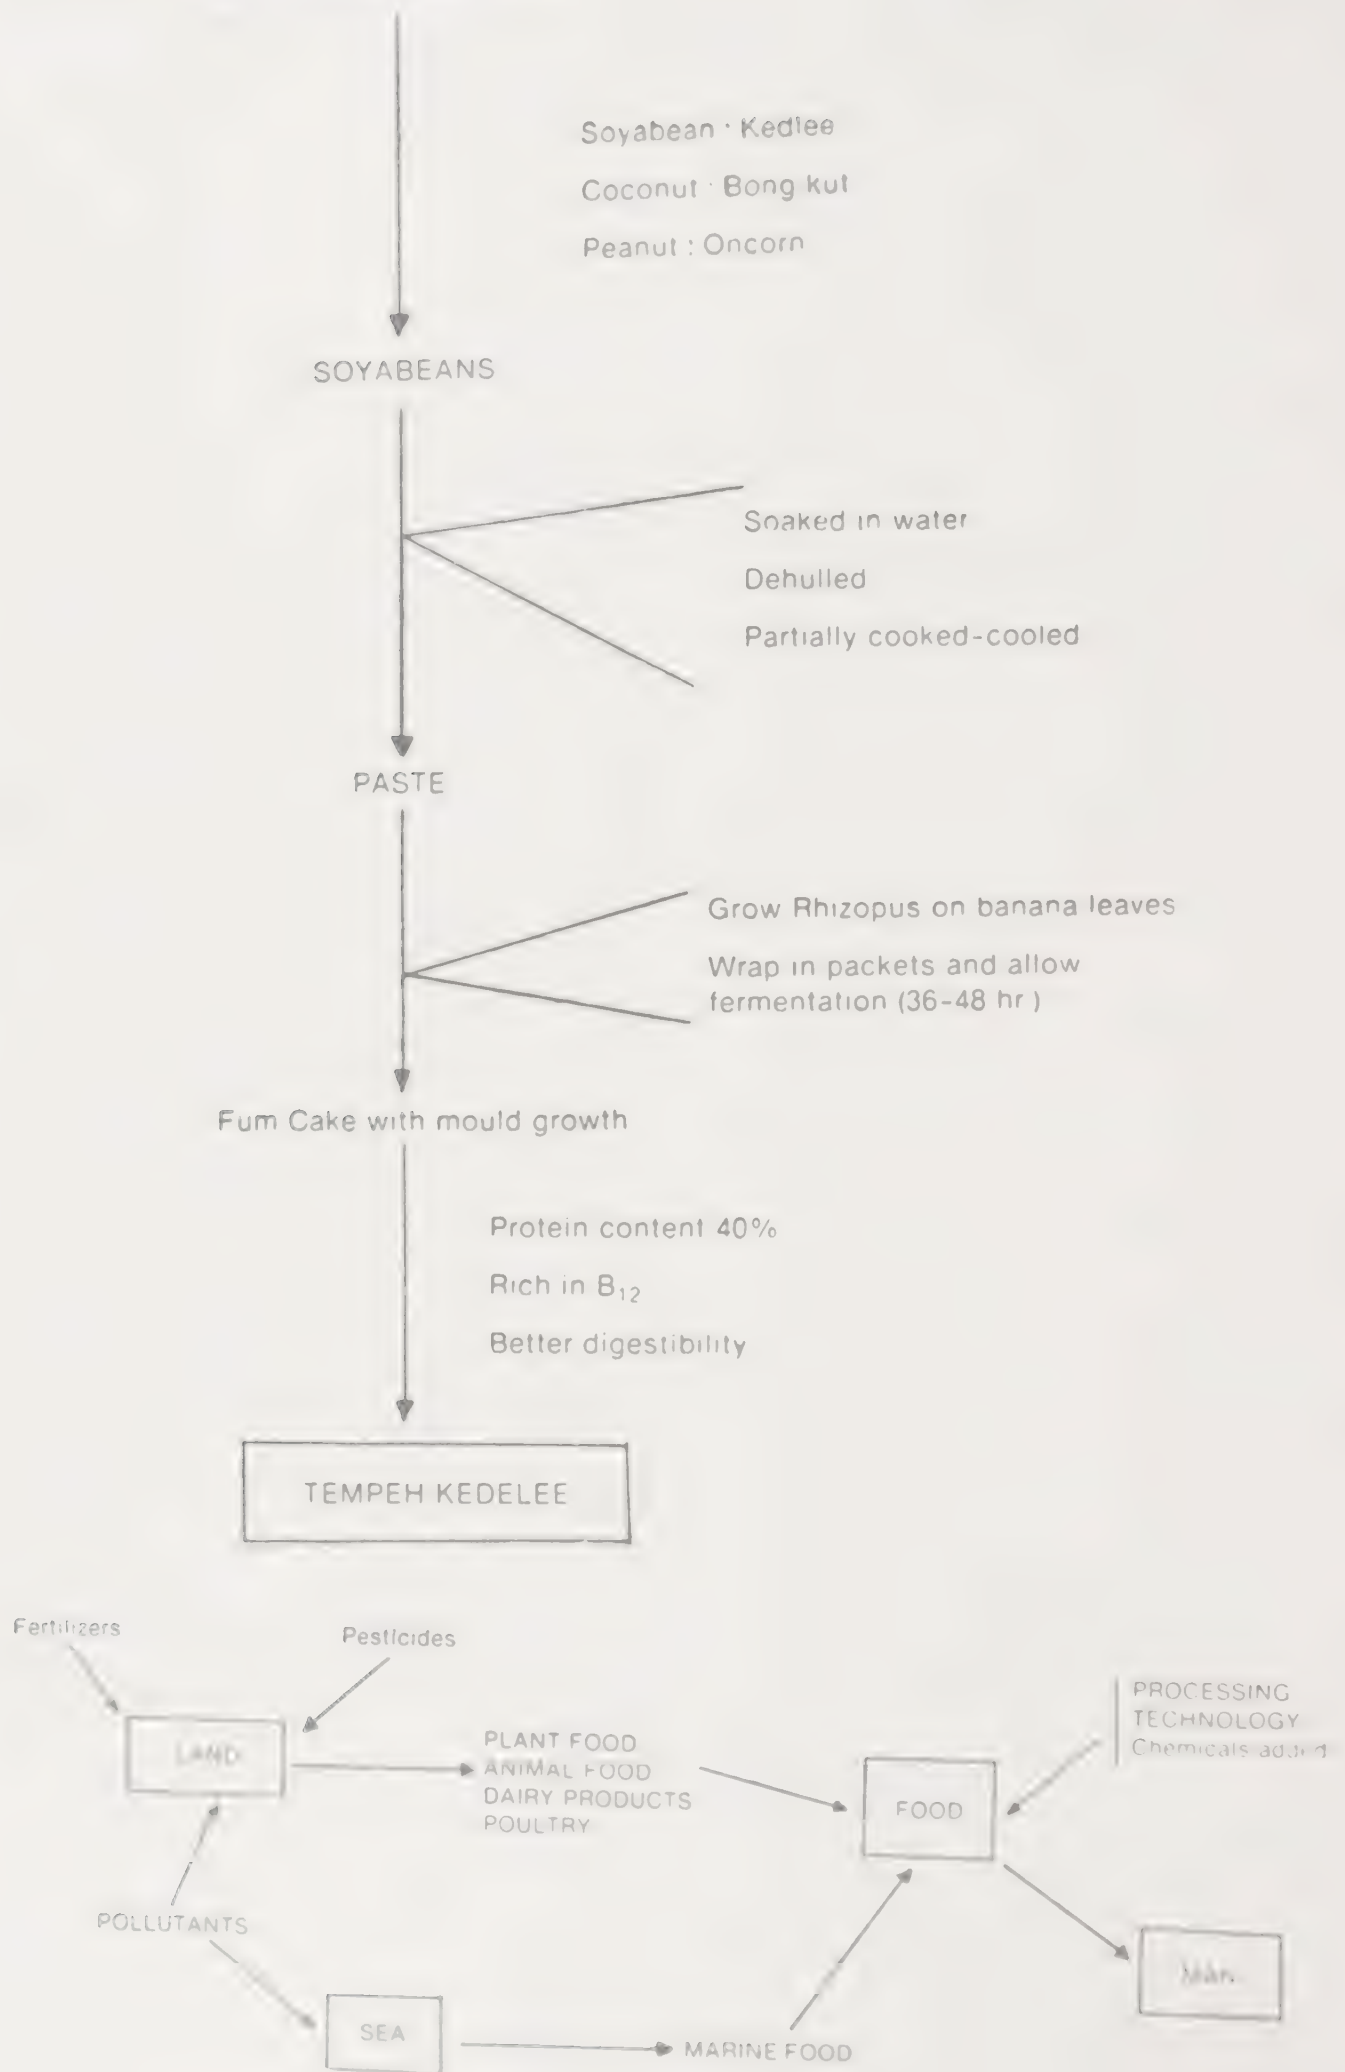 Soyabean : Kedlee
Coconut : Bong kut
Peanut : Oncorn
SOYABEANS
Soaked in water
Dehulled
Partially cooked-cooled
PASTE
Grow Rhizopus on banana leaves
Wrap in packets and allow
fermentation (36-48 hr)
Fum Cake with mould growth
Protein content 40%
Rich in B₁₂
Better digestibility
TEMPEH KEDELEE
Fertilizers
Pesticides
LAND
PLANT FOOD
ANIMAL FOOD
DAIRY PRODUCTS
POULTRY
PROCESSING
TECHNOLOGY
Chemicals added
FOOD
POLLUTANTS
SEA
MARINE FOOD
Man